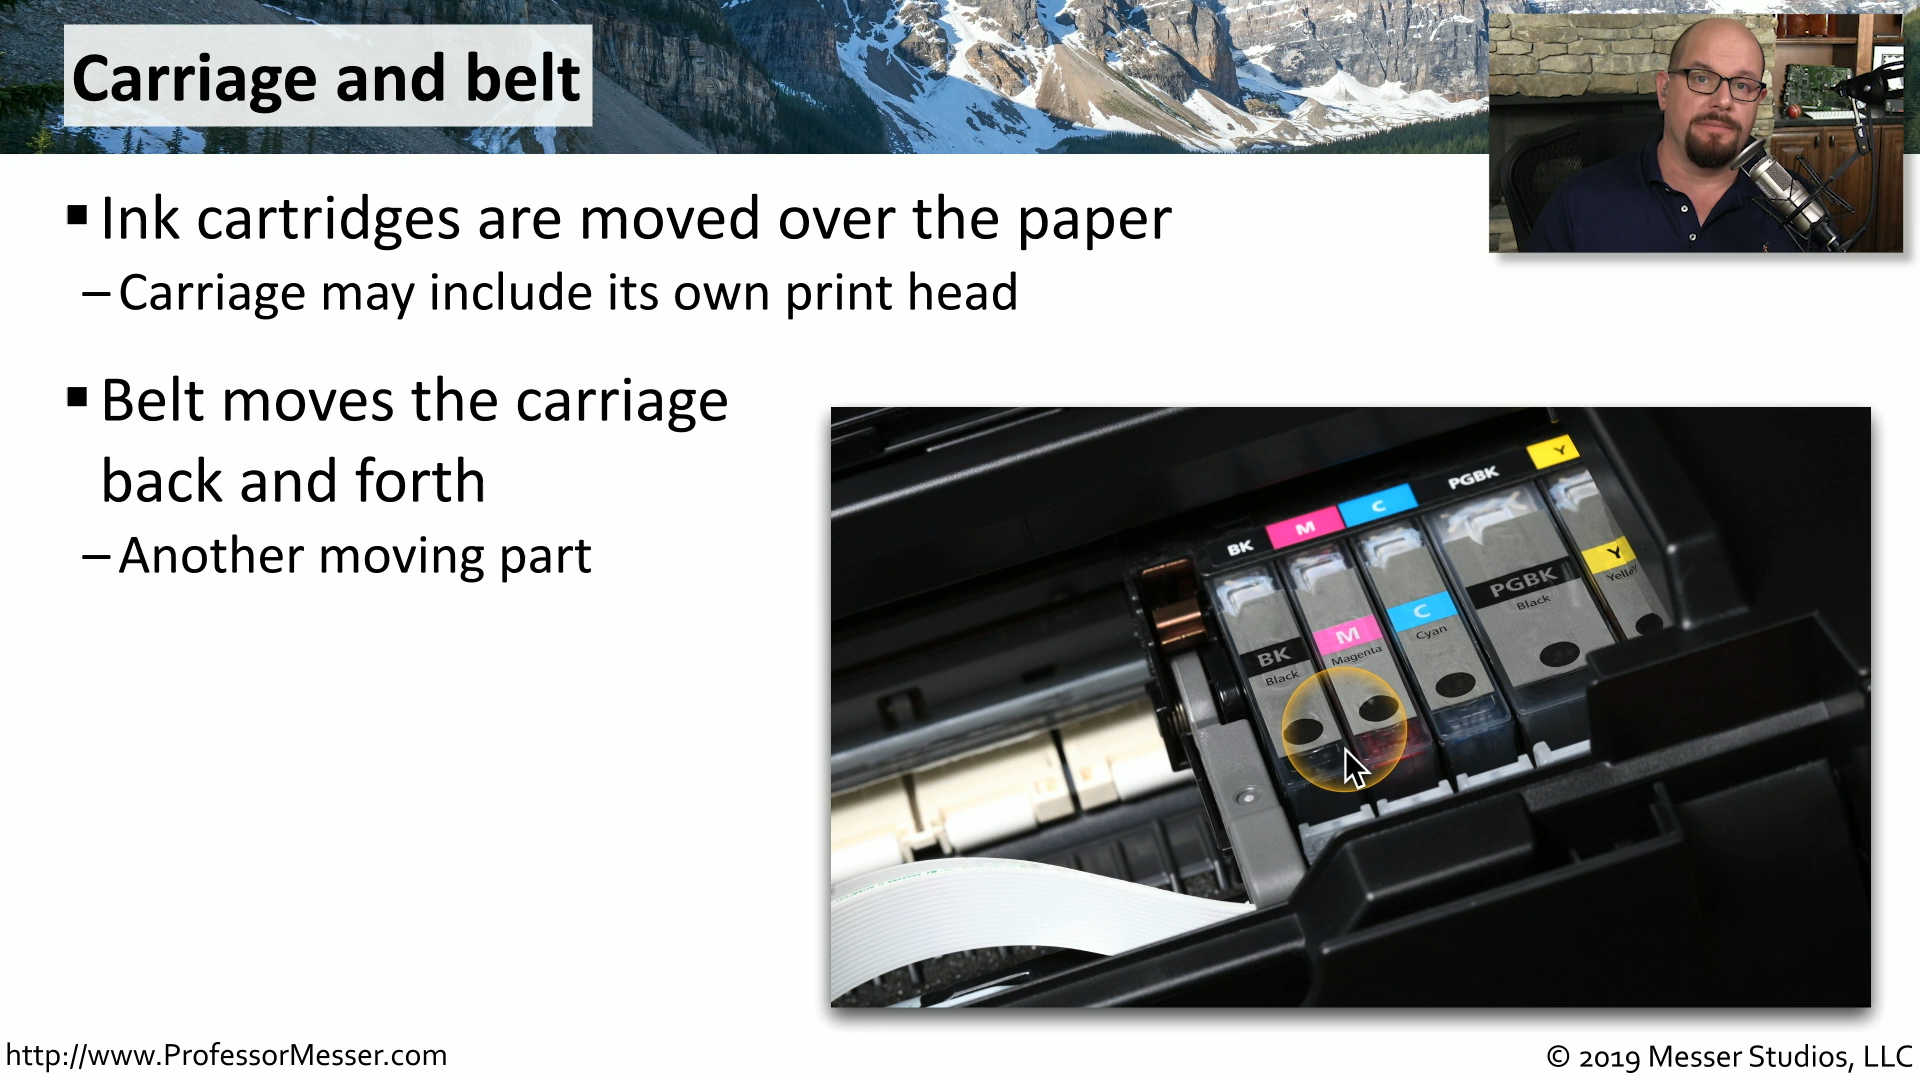 Carriage and belt
▪ Ink cartridges are moved over the paper
– Carriage may include its own print head
▪ Belt moves the carriage
back and forth
– Another moving part
Y
PGBK
C
M
BK
Y
Yellow
PGBK
Black
C
Cyan
M
Magenta
BK
Black
http://www.ProfessorMesser.com
© 2019 Messer Studios, LLC